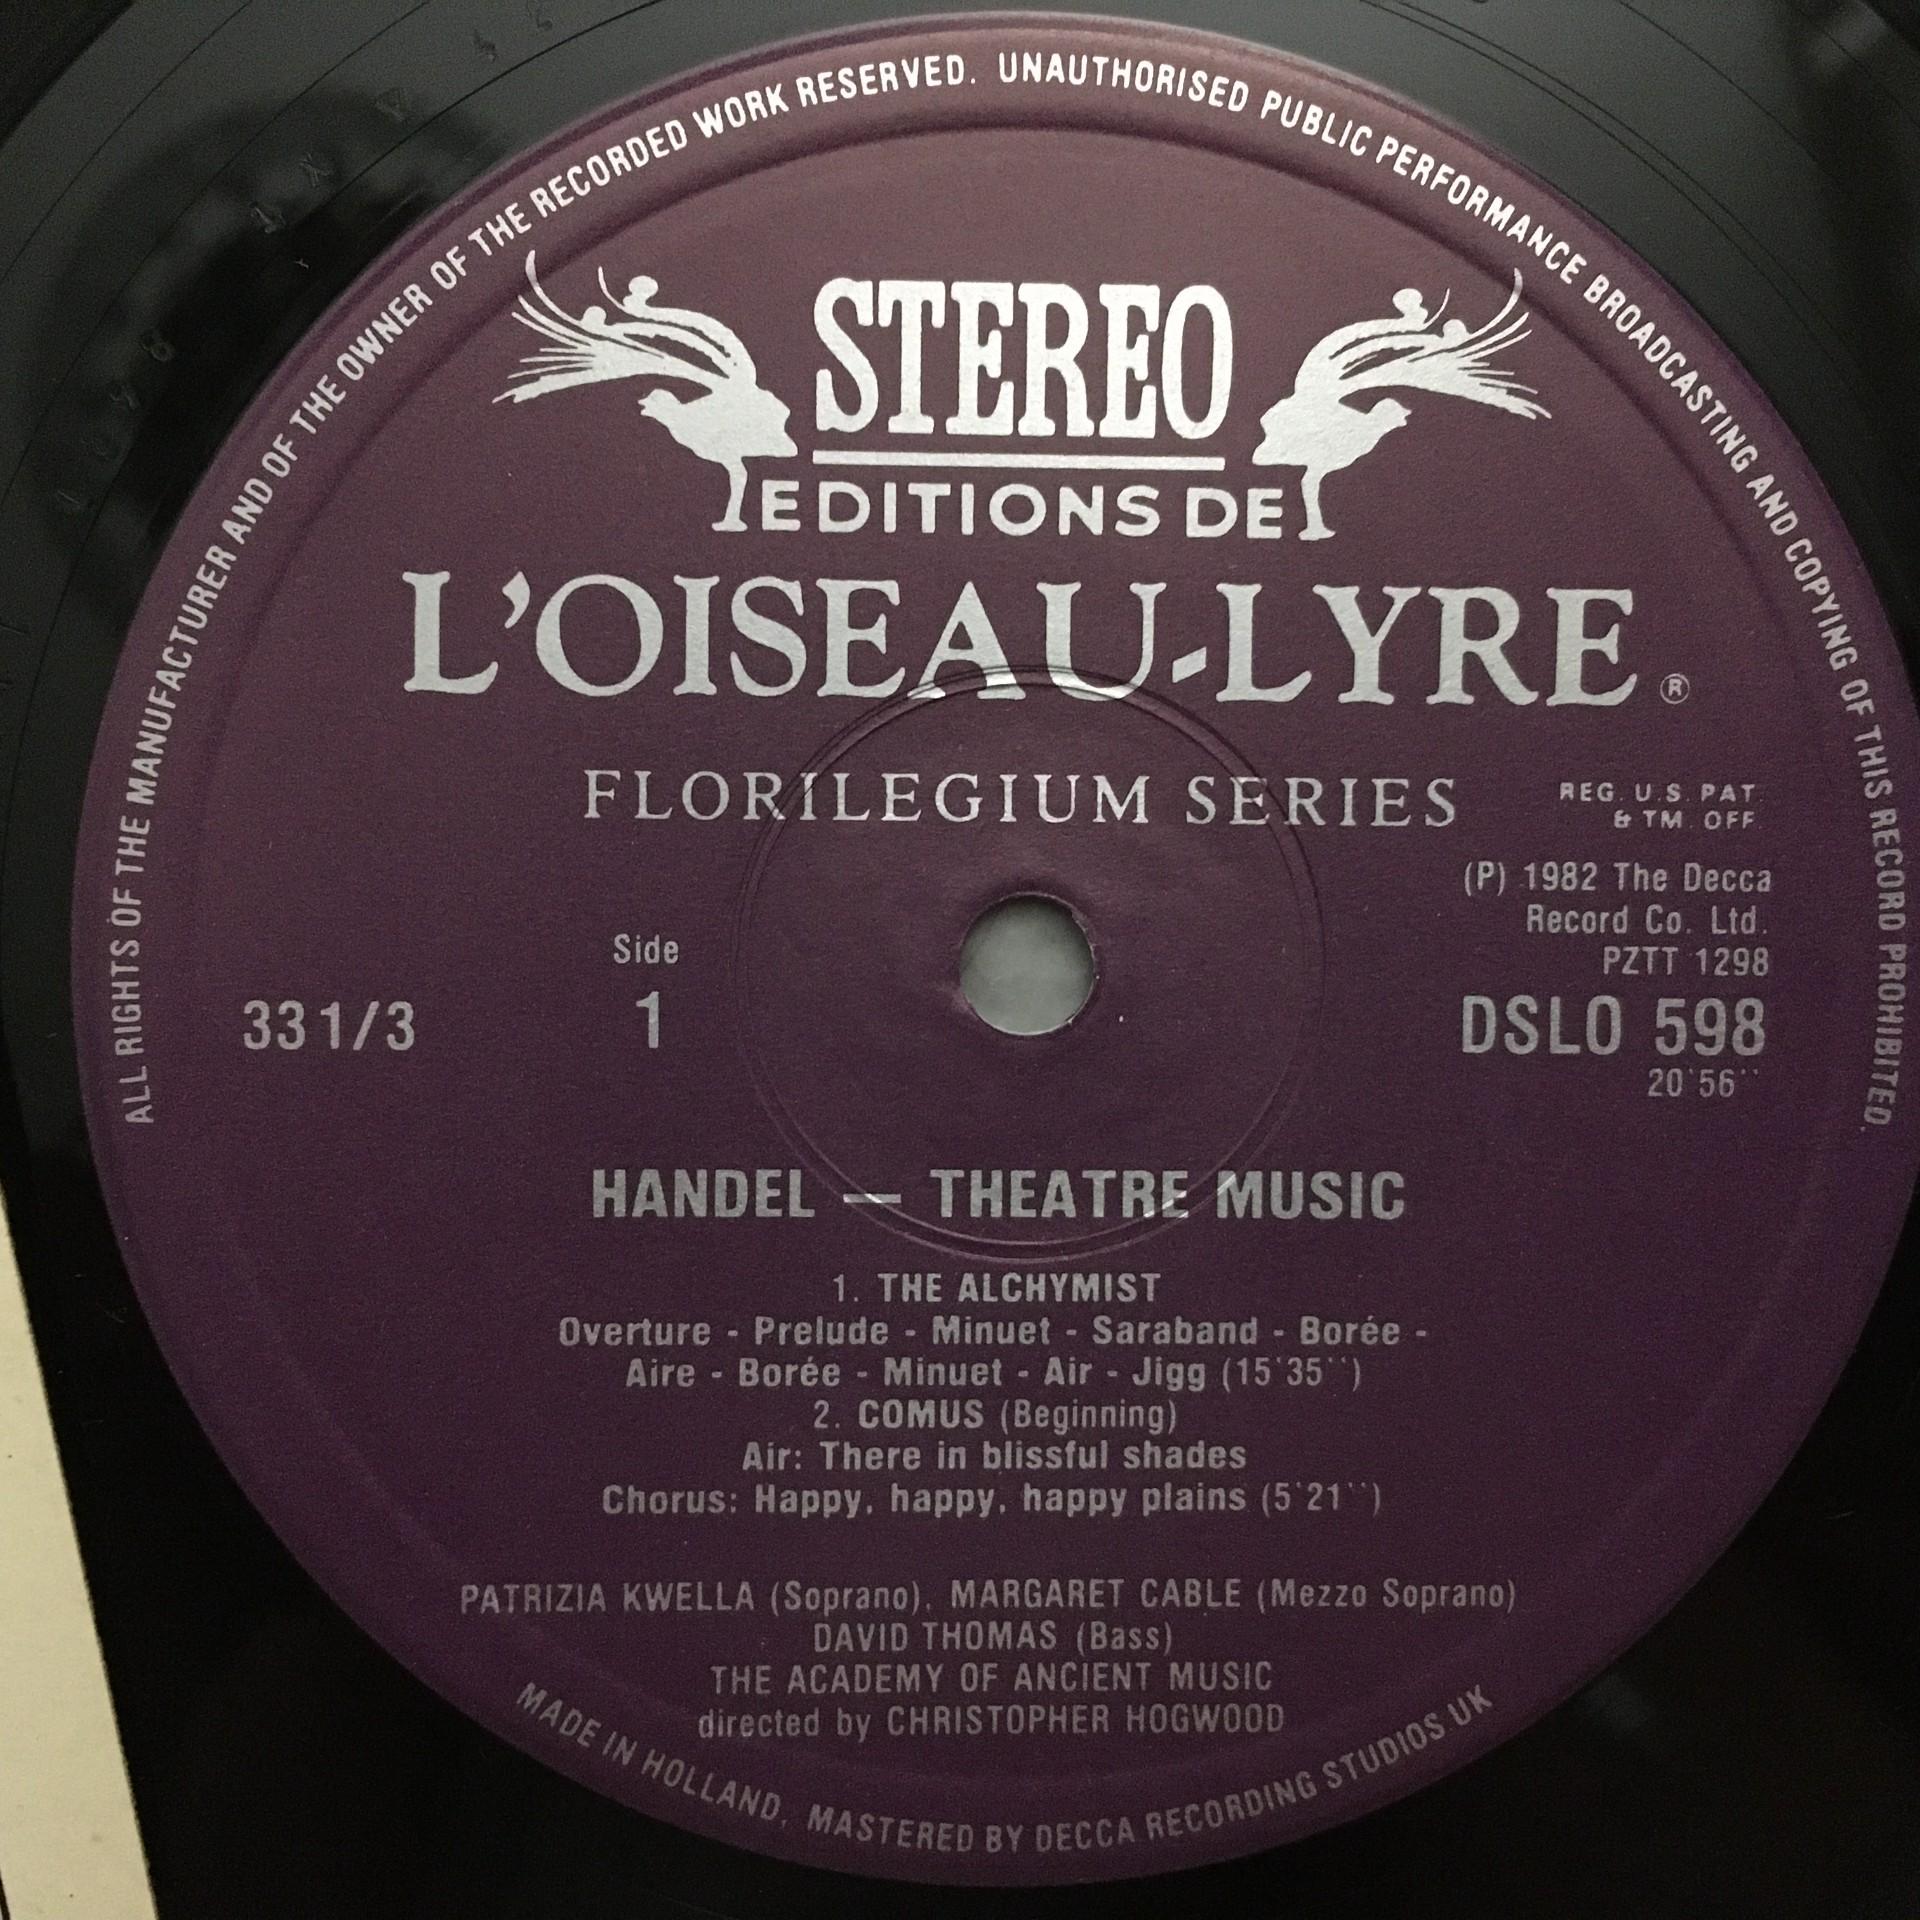 ALL RIGHTS OF THE MANUFACTURER AND OF THE OWNER OF THE RECORDED WORK RESERVED. UNAUTHORISED PUBLIC PERFORMANCE BROADCASTING AND COPYING OF THIS RECORD PROHIBITED.
STEREO
EDITIONS DE
L'OISEAU-LYRE ®
FLORILEGIUM SERIES
REG. U.S. PAT.
& TM. OFF.
(P) 1982 The Decca
Record Co. Ltd.
PZTT 1298
Side
1
33 1/3
DSLO 598
20'56''
HANDEL — THEATRE MUSIC
1. THE ALCHYMIST
Overture - Prelude - Minuet - Saraband - Borée -
Aire - Borée - Minuet - Air - Jigg (15'35'')
2. COMUS (Beginning)
Air: There in blissful shades
Chorus: Happy, happy, happy plains (5'21'')
PATRIZIA KWELLA (Soprano), MARGARET CABLE (Mezzo Soprano)
DAVID THOMAS (Bass)
THE ACADEMY OF ANCIENT MUSIC
directed by CHRISTOPHER HOGWOOD
MADE IN HOLLAND, MASTERED BY DECCA RECORDING STUDIOS UK